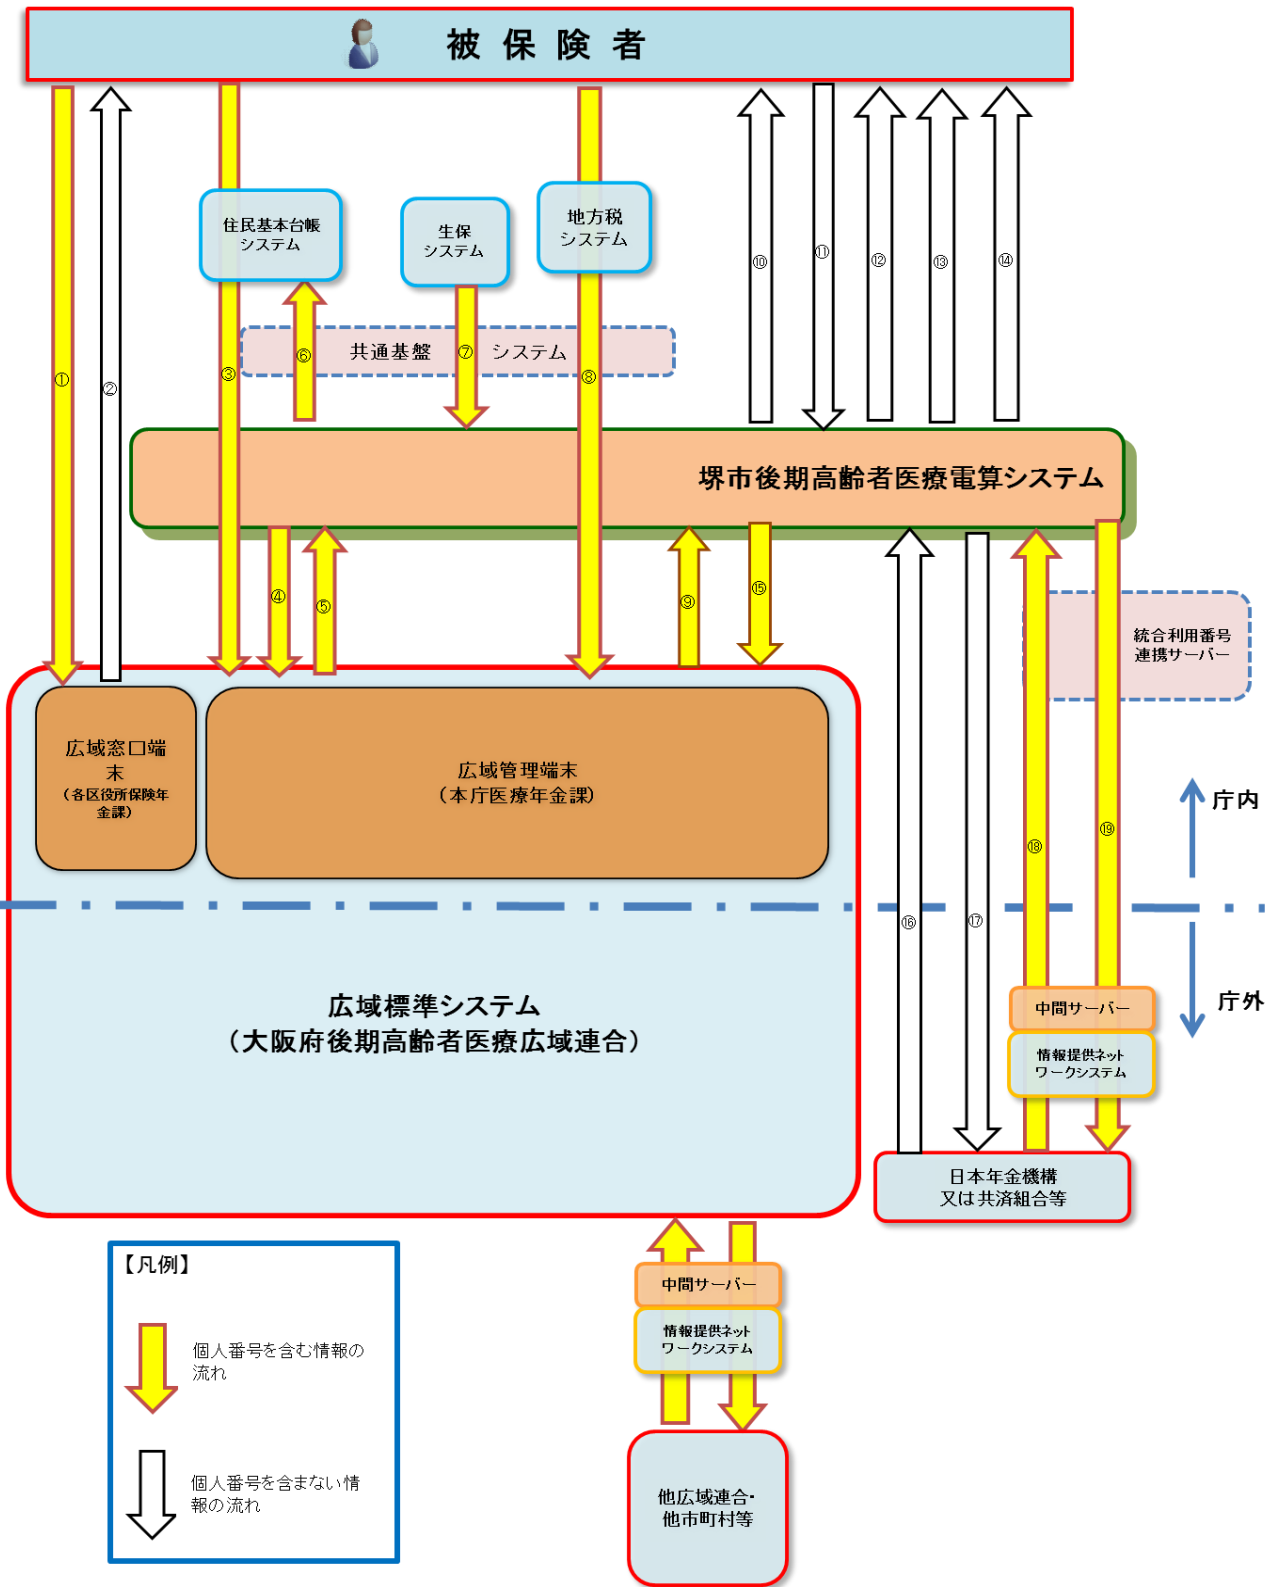 被保険者
住民基本台帳
システム
生保
システム
地方税
システム
⑩
⑪
⑫
⑬
⑭
共通基盤 システム
①
②
③
⑥
⑦
⑧
堺市後期高齢者医療電算システム
④
⑤
⑨
⑮
統合利用番号
連携サーバー
広域窓口端
末
（各区役所保険年
金課）
広域管理端末
（本庁医療年金課）
庁内
⑱
⑲
⑯
⑰
庁外
広域標準システム
（大阪府後期高齢者医療広域連合）
中間サーバー
情報提供ネット
ワークシステム
日本年金機構
又は共済組合等
中間サーバー
情報提供ネット
ワークシステム
他広域連合・
他市町村等
【凡例】
個人番号を含む情報の
流れ
個人番号を含まない情
報の流れ